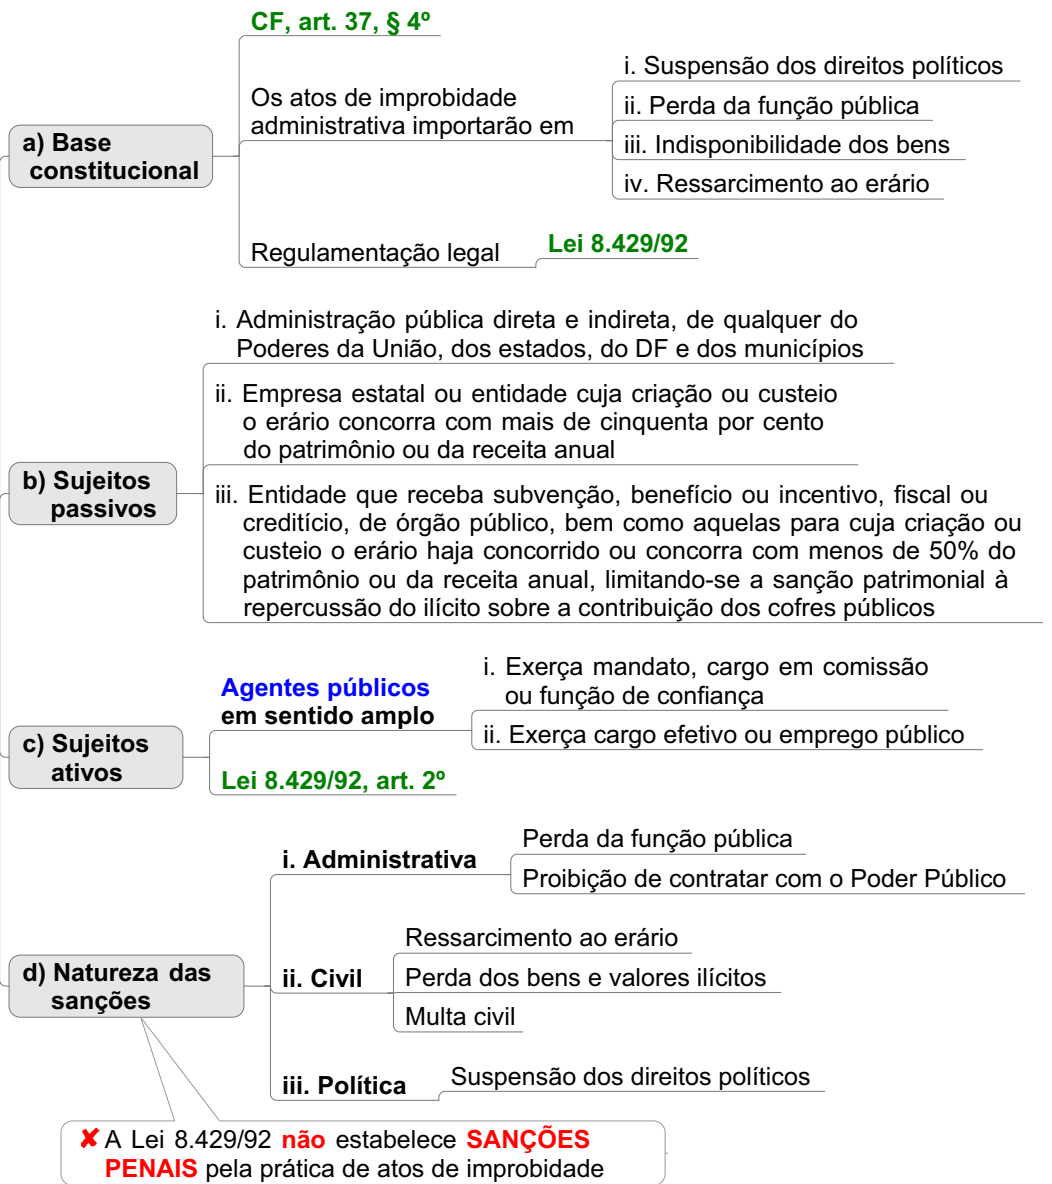 a) Base
constitucional
CF, art. 37, § 4º
Os atos de improbidade
administrativa importarão em
i. Suspensão dos direitos políticos
ii. Perda da função pública
iii. Indisponibilidade dos bens
iv. Ressarcimento ao erário
Regulamentação legal
Lei 8.429/92
b) Sujeitos
passivos
i. Administração pública direta e indireta, de qualquer do
Poderes da União, dos estados, do DF e dos municípios
ii. Empresa estatal ou entidade cuja criação ou custeio
o erário concorra com mais de cinquenta por cento
do patrimônio ou da receita anual
iii. Entidade que receba subvenção, benefício ou incentivo, fiscal ou
creditício, de órgão público, bem como aquelas para cuja criação ou
custeio o erário haja concorrido ou concorra com menos de 50% do
patrimônio ou da receita anual, limitando-se a sanção patrimonial à
repercussão do ilícito sobre a contribuição dos cofres públicos
c) Sujeitos
ativos
Agentes públicos
em sentido amplo
i. Exerça mandato, cargo em comissão
ou função de confiança
ii. Exerça cargo efetivo ou emprego público
Lei 8.429/92, art. 2º
d) Natureza das
sanções
i. Administrativa
Perda da função pública
Proibição de contratar com o Poder Público
ii. Civil
Ressarcimento ao erário
Perda dos bens e valores ilícitos
Multa civil
iii. Política
Suspensão dos direitos políticos
✘ A Lei 8.429/92 não estabelece SANÇÕES
PENAIS pela prática de atos de improbidade